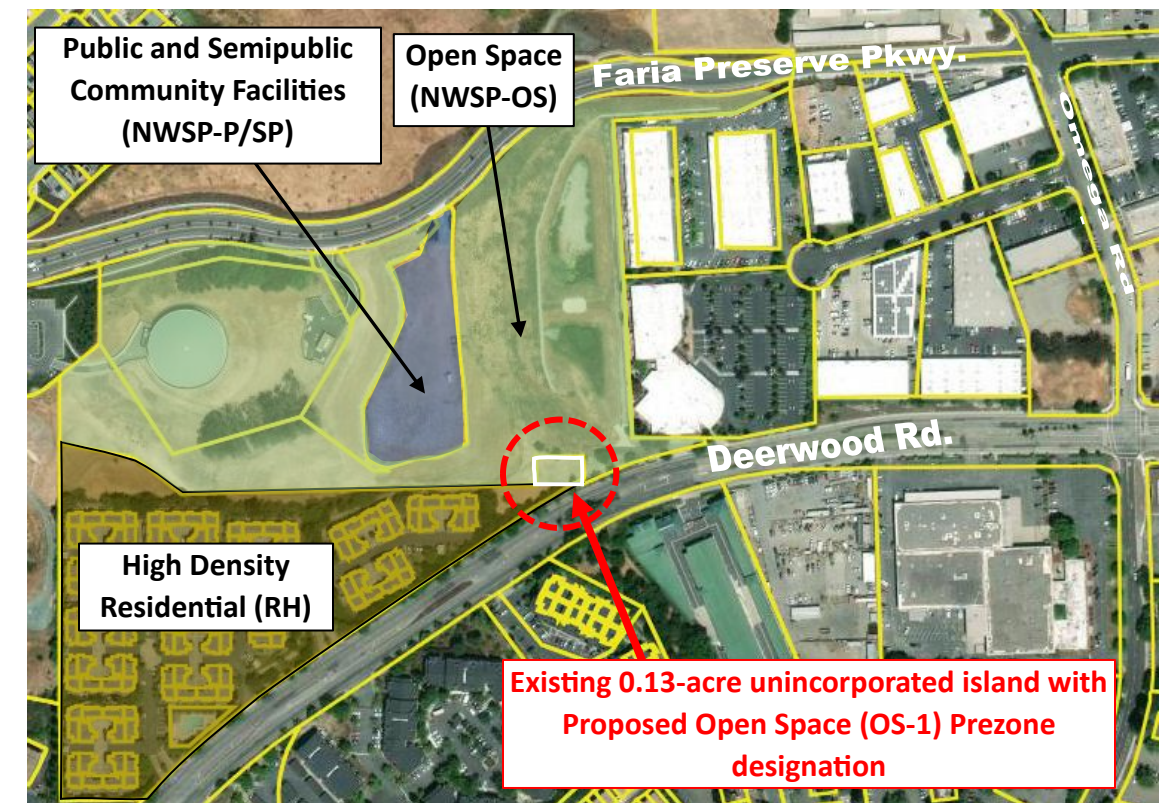 Public and Semipublic
Community Facilities
(NWSP-P/SP)
Open Space
(NWSP-OS)
Faria Preserve Pkwy.
Omega Rd
Deerwood Rd.
High Density
Residential (RH)
Existing 0.13-acre unincorporated island with
Proposed Open Space (OS-1) Prezone
designation